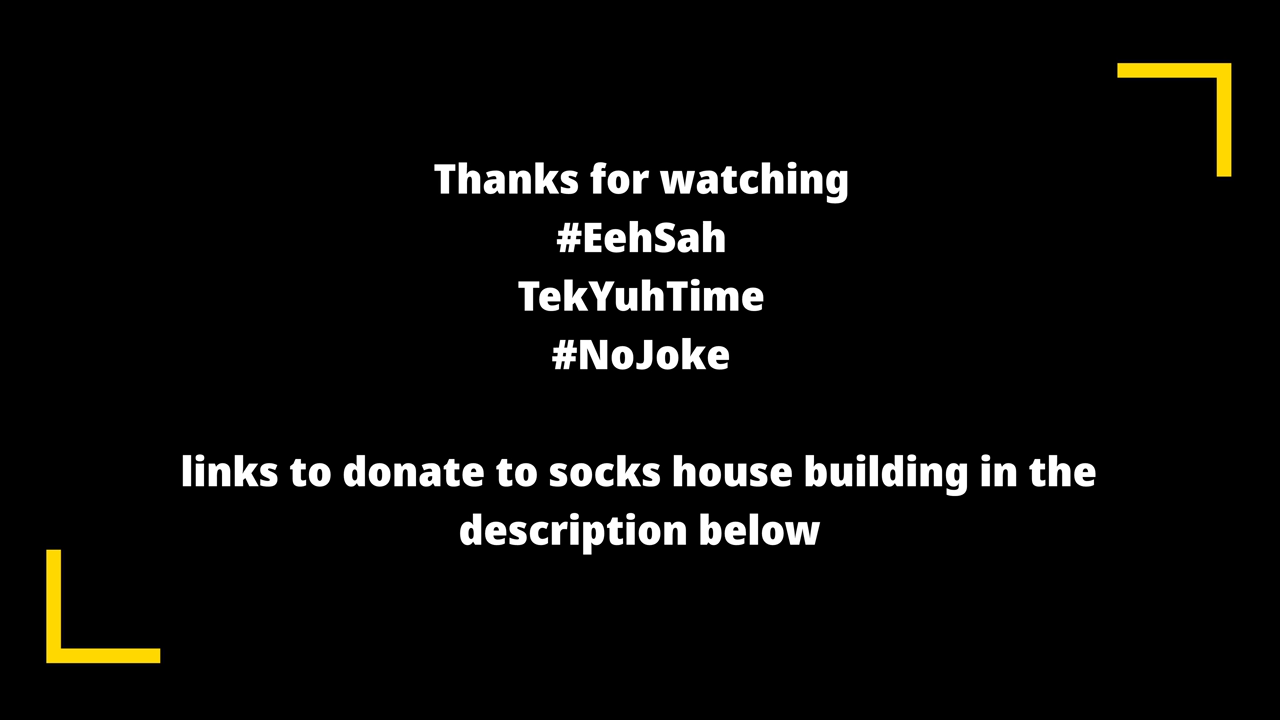 Thanks for watching
#EehSah
TekYuhTime
#NoJoke
links to donate to socks house building in the
description below